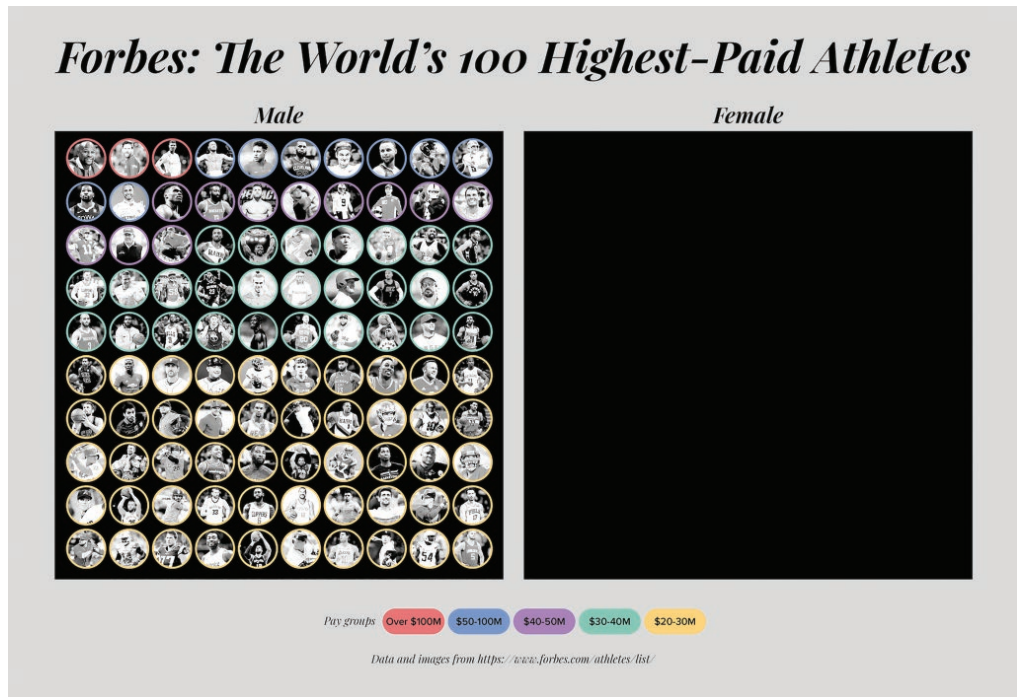 Forbes: The World's 100 Highest-Paid Athletes
Male
Female
Pay groups
Over $100M
$50-100M
$40-50M
$30-40M
$20-30M
Data and images from https://www.forbes.com/athletes/list/